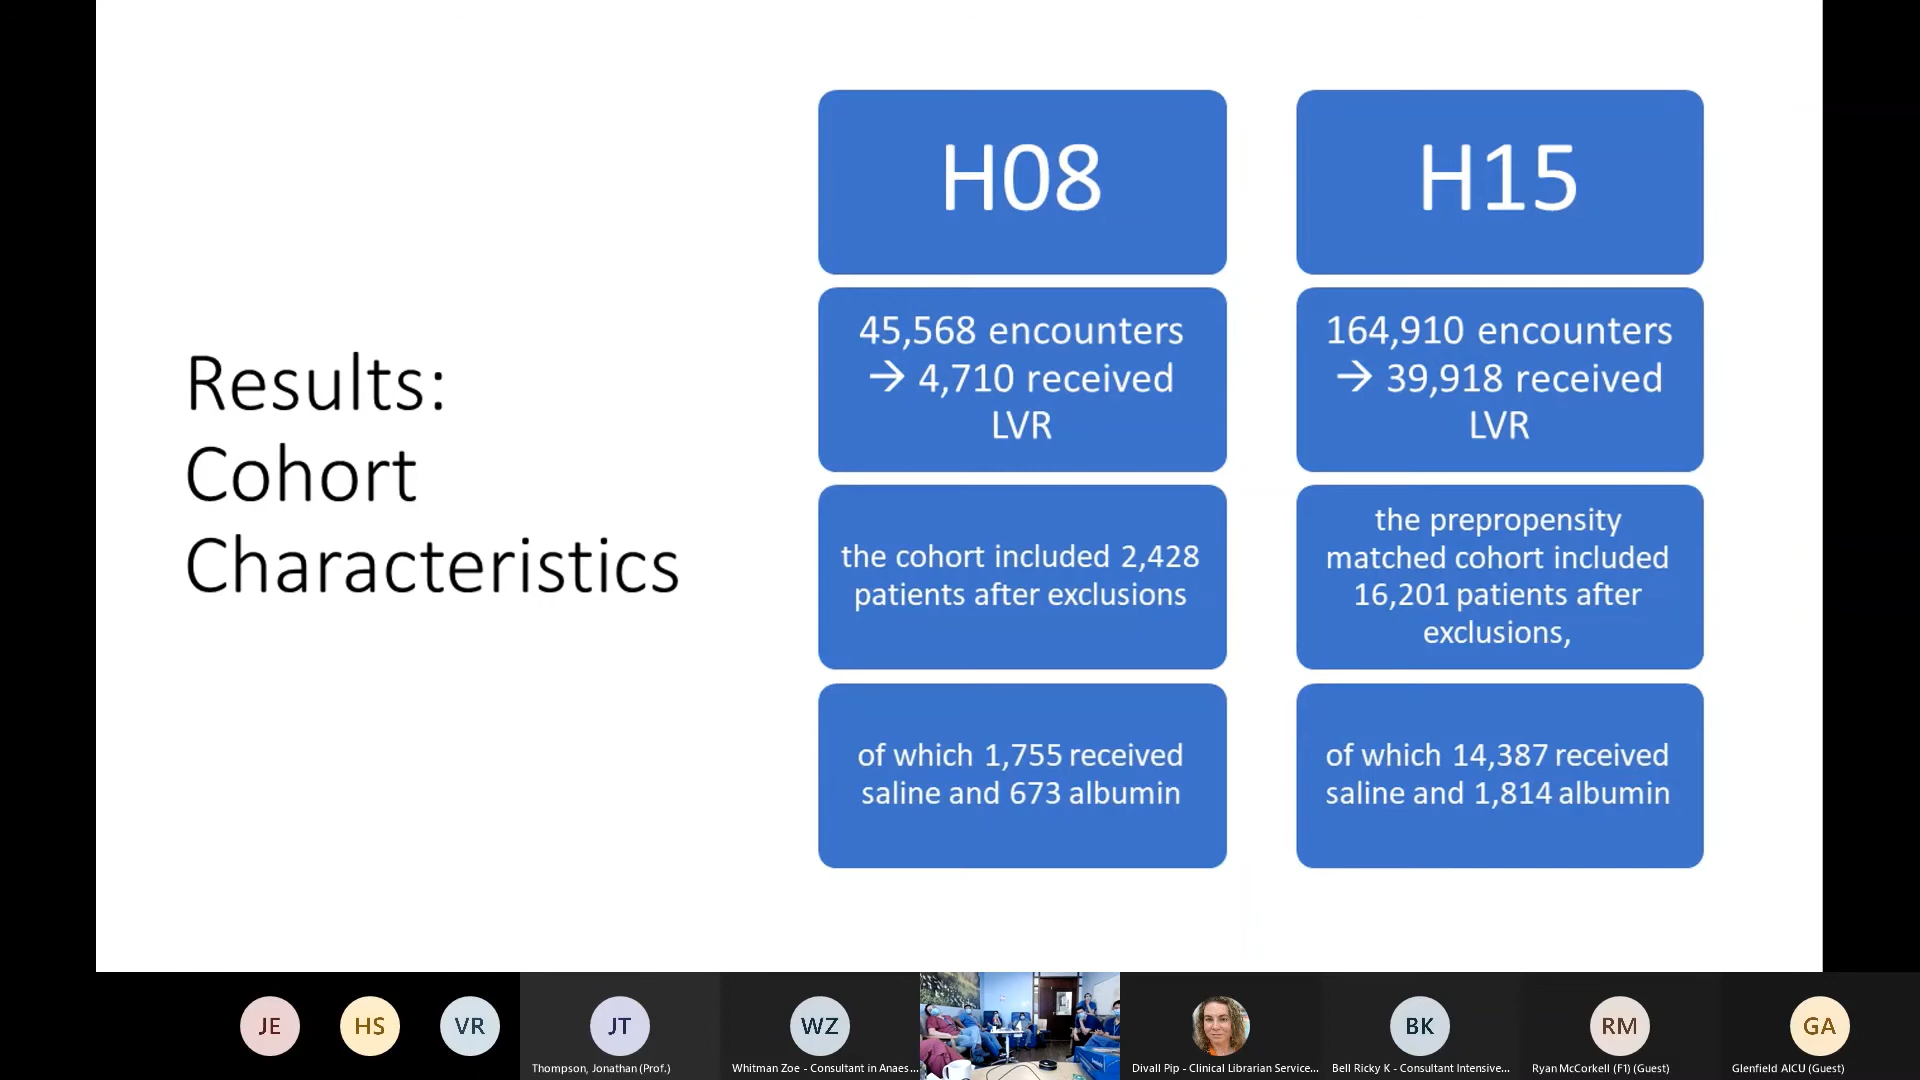 Results:
Cohort
Characteristics
H08
45,568 encounters
→ 4,710 received
LVR
the cohort included 2,428
patients after exclusions
of which 1,755 received
saline and 673 albumin
H15
164,910 encounters
→ 39,918 received
LVR
the prepropensity
matched cohort included
16,201 patients after
exclusions,
of which 14,387 received
saline and 1,814 albumin
JE
HS
VR
JT
Thompson, Jonathan (Prof.)
WZ
Whitman Zoe - Consultant in Anaes...
Divall Pip - Clinical Librarian Service...
BK
Bell Ricky K - Consultant Intensive...
RM
Ryan McCorkell (F1) (Guest)
GA
Glenfield AICU (Guest)